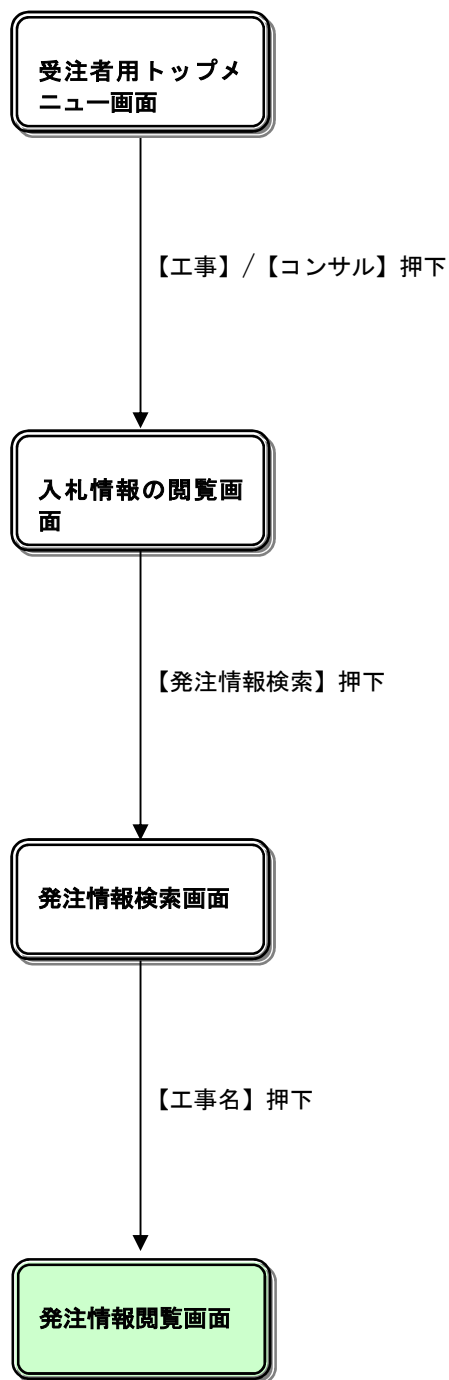 受注者用トップメ
ニュー画面
【工事】/【コンサル】押下
入札情報の閲覧画
面
【発注情報検索】押下
発注情報検索画面
【工事名】押下
発注情報閲覧画面